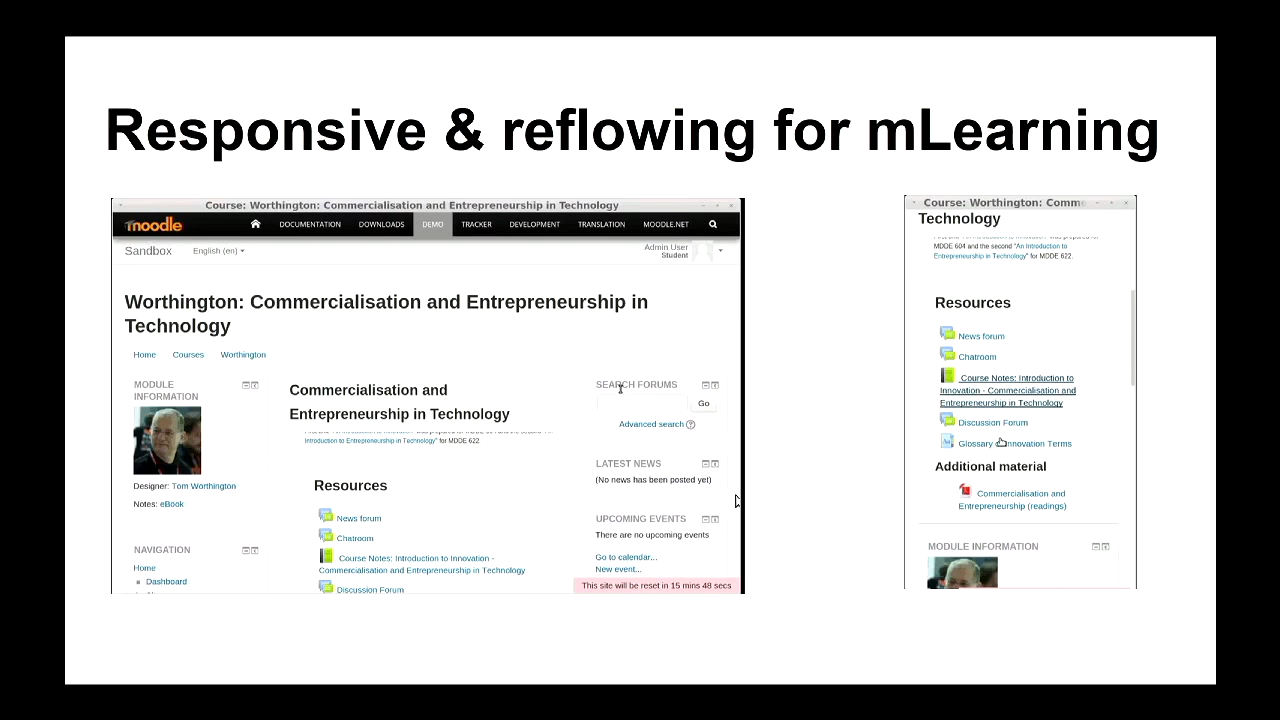 Responsive & reflowing for mLearning
Course: Worthington: Commercialisation and Entrepreneurship in Technology
moodle
DOCUMENTATION
DOWNLOADS
DEMO
TRACKER
DEVELOPMENT
TRANSLATION
MOODLE.NET
Sandbox
English (en)
Admin User
Student
Worthington: Commercialisation and Entrepreneurship in
Technology
Home
Courses
Worthington
MODULE
INFORMATION
Designer: Tom Worthington
Notes: eBook
NAVIGATION
Home
Dashboard
Commercialisation and
Entrepreneurship in Technology
Introduction to Entrepreneurship in Technology" for MDDE 622.
Resources
News forum
Chatroom
Course Notes: Introduction to Innovation -
Commercialisation and Entrepreneurship in Technology
Discussion Forum
SEARCH FORUMS
Go
Advanced search
LATEST NEWS
(No news has been posted yet)
UPCOMING EVENTS
There are no upcoming events
Go to calendar...
New event...
This site will be reset in 15 mins 48 secs
Course: Worthington: Comm
Technology
MDDE 604 and the second "An Introduction to
Entrepreneurship in Technology" for MDDE 622.
Resources
News forum
Chatroom
Course Notes: Introduction to
Innovation - Commercialisation and
Entrepreneurship in Technology
Discussion Forum
Glossary Innovation Terms
Additional material
Commercialisation and
Entrepreneurship (readings)
MODULE INFORMATION